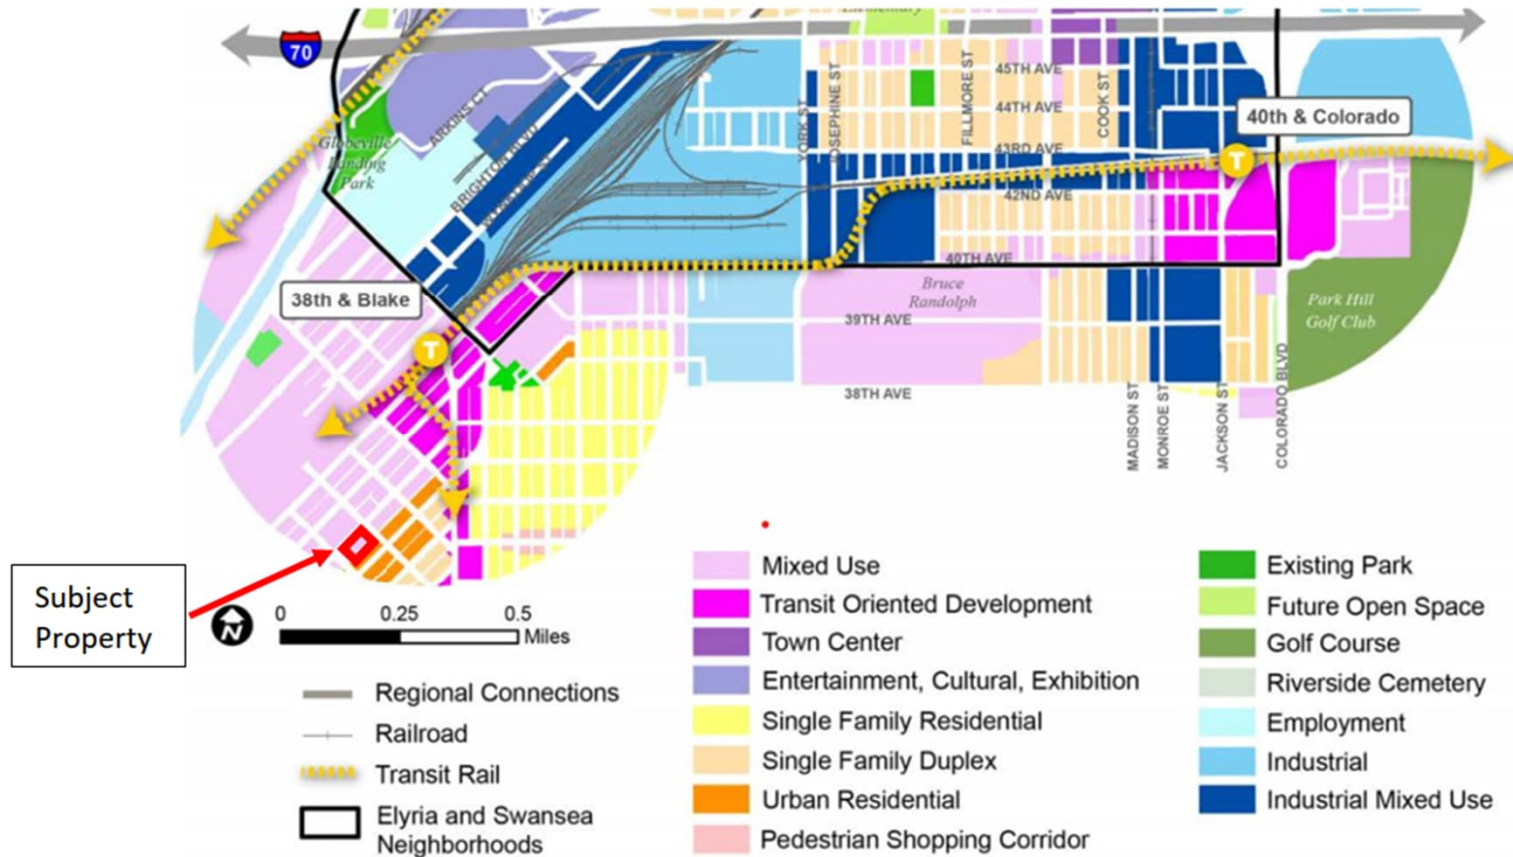 Elementary
70
45TH AVE
44TH AVE
43RD AVE
42ND AVE
40TH AVE
39TH AVE
38TH AVE
YORK ST
JOSEPHINE ST
FILLMORE ST
COOK ST
40th & Colorado
T
ARKINS CT
BRIGHTON BLVD
Globeville
Landing
Park
38th & Blake
T
Bruce
Randolph
Park Hill
Golf Club
MADISON ST
MONROE ST
JACKSON ST
COLORADO BLVD
Subject
Property
N
0 0.25 0.5
Miles
Regional Connections
Railroad
Transit Rail
Elyria and Swansea
Neighborhoods
Mixed Use
Transit Oriented Development
Town Center
Entertainment, Cultural, Exhibition
Single Family Residential
Single Family Duplex
Urban Residential
Pedestrian Shopping Corridor
Existing Park
Future Open Space
Golf Course
Riverside Cemetery
Employment
Industrial
Industrial Mixed Use